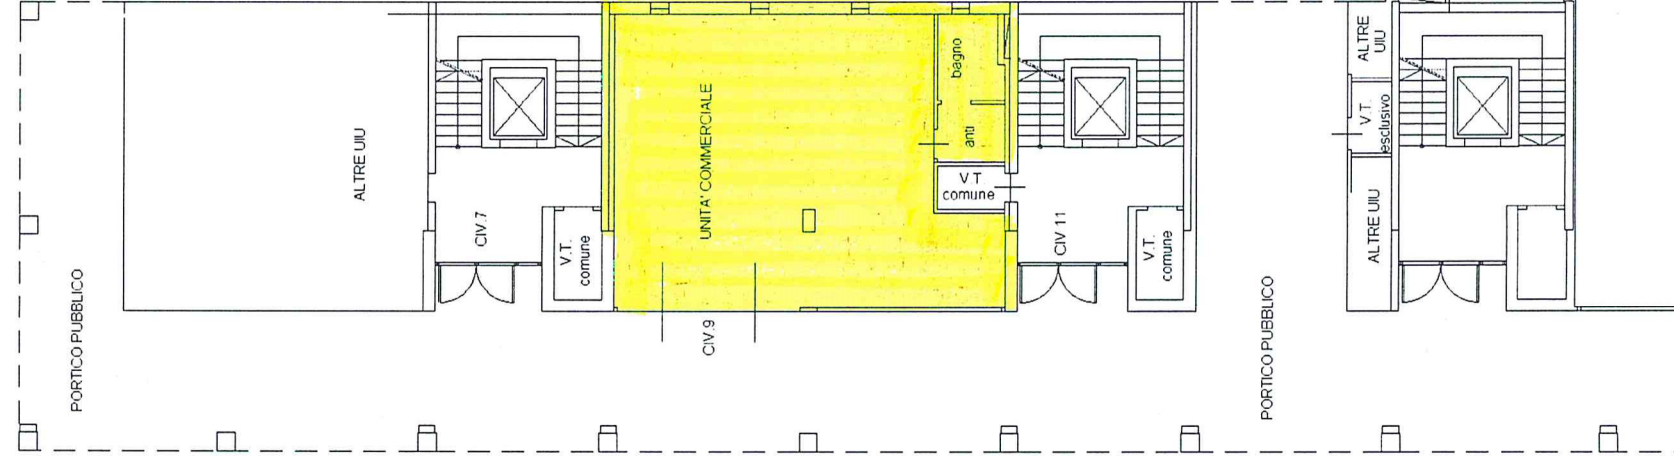 PORTICO PUBBLICO
ALTRE UIU
CIV.7
V.T.
comune
UNITA' COMMERCIALE
CIV.9
bagno
anti
V T
comune
CIV 11
V.T.
comune
PORTICO PUBBLICO
ALTRE
UIU
V.T.
esclusivo
ALTRE UIU